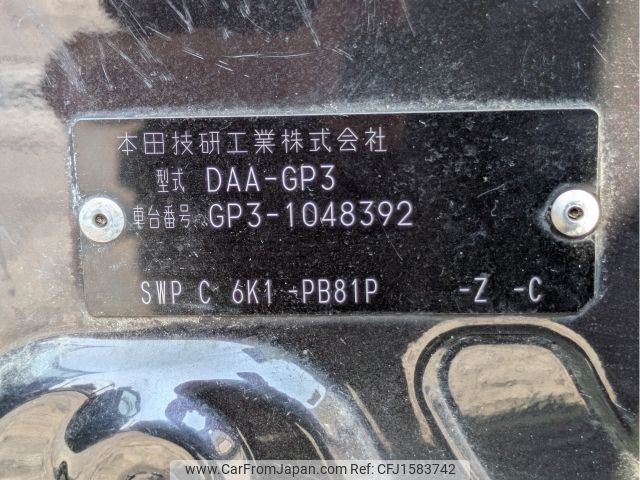 本田技研工業株式会社
型式 DAA-GP3
車台番号 GP3-1048392
SWP C 6K1 -PB81P -Z -C
www.CarFromJapan.com | Ref No. CFJ1583742